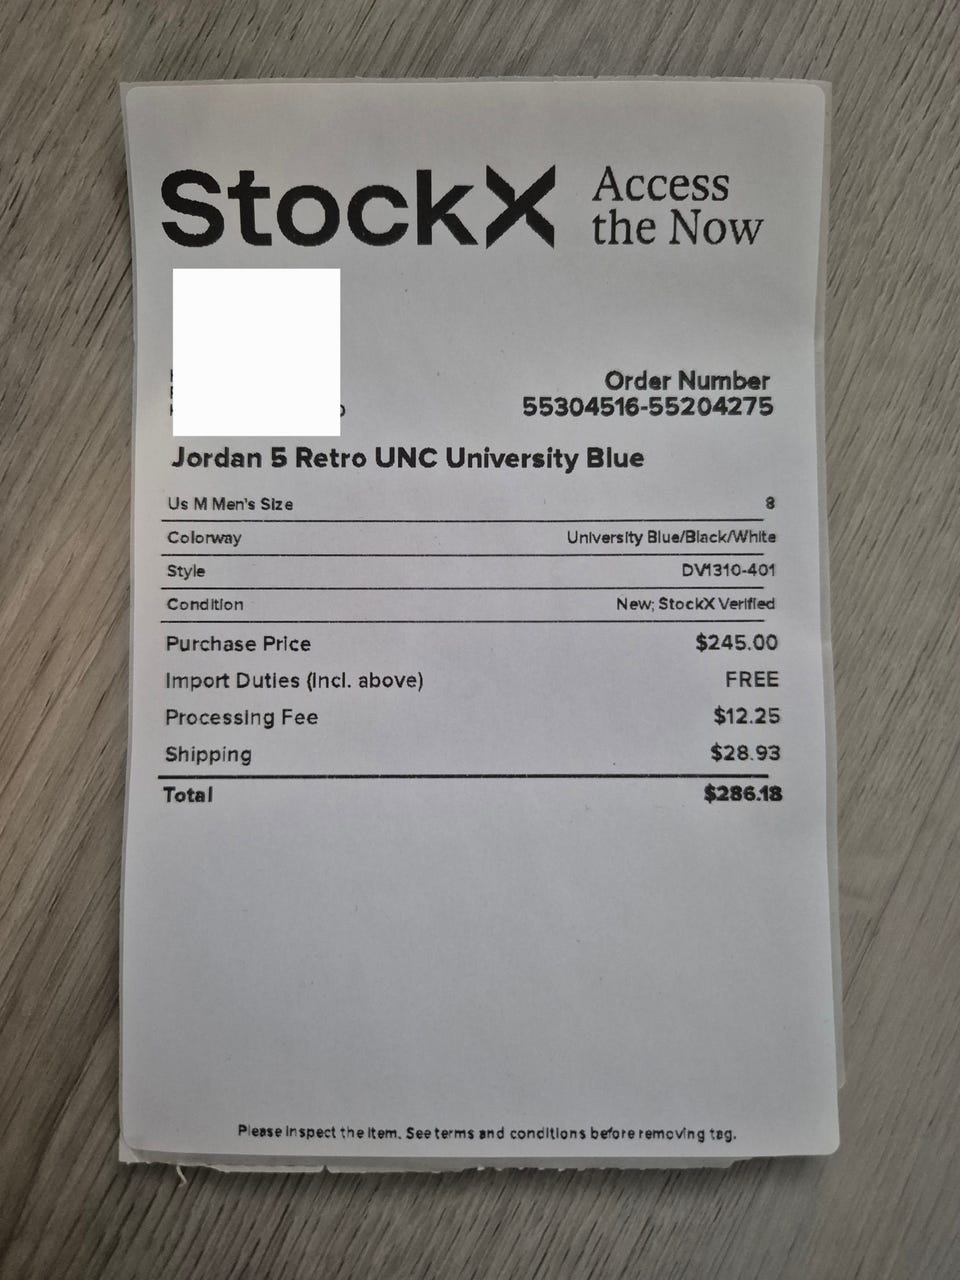 StockX Access
the Now
Order Number
55304516-55204275
Jordan 5 Retro UNC University Blue
Us M Men's Size 8
Colorway University Blue/Black/White
Style DV1310-401
Condition New; StockX Verified
Purchase Price $245.00
Import Duties (Incl. above) FREE
Processing Fee $12.25
Shipping $28.93
Total $286.18
Please inspect the item. See terms and conditions before removing tag.